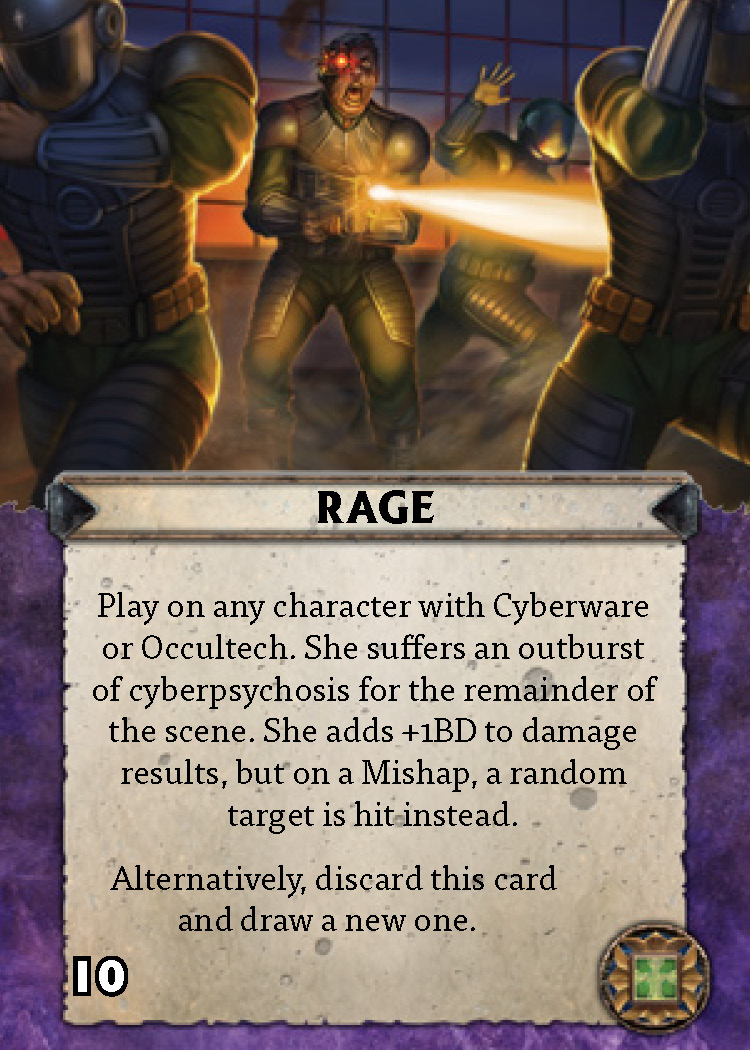 RAGE
Play on any character with Cyberware
or Occultech. She suffers an outburst
of cyberpsychosis for the remainder of
the scene. She adds +1BD to damage
results, but on a Mishap, a random
target is hit instead.
Alternatively, discard this card
and draw a new one.
10